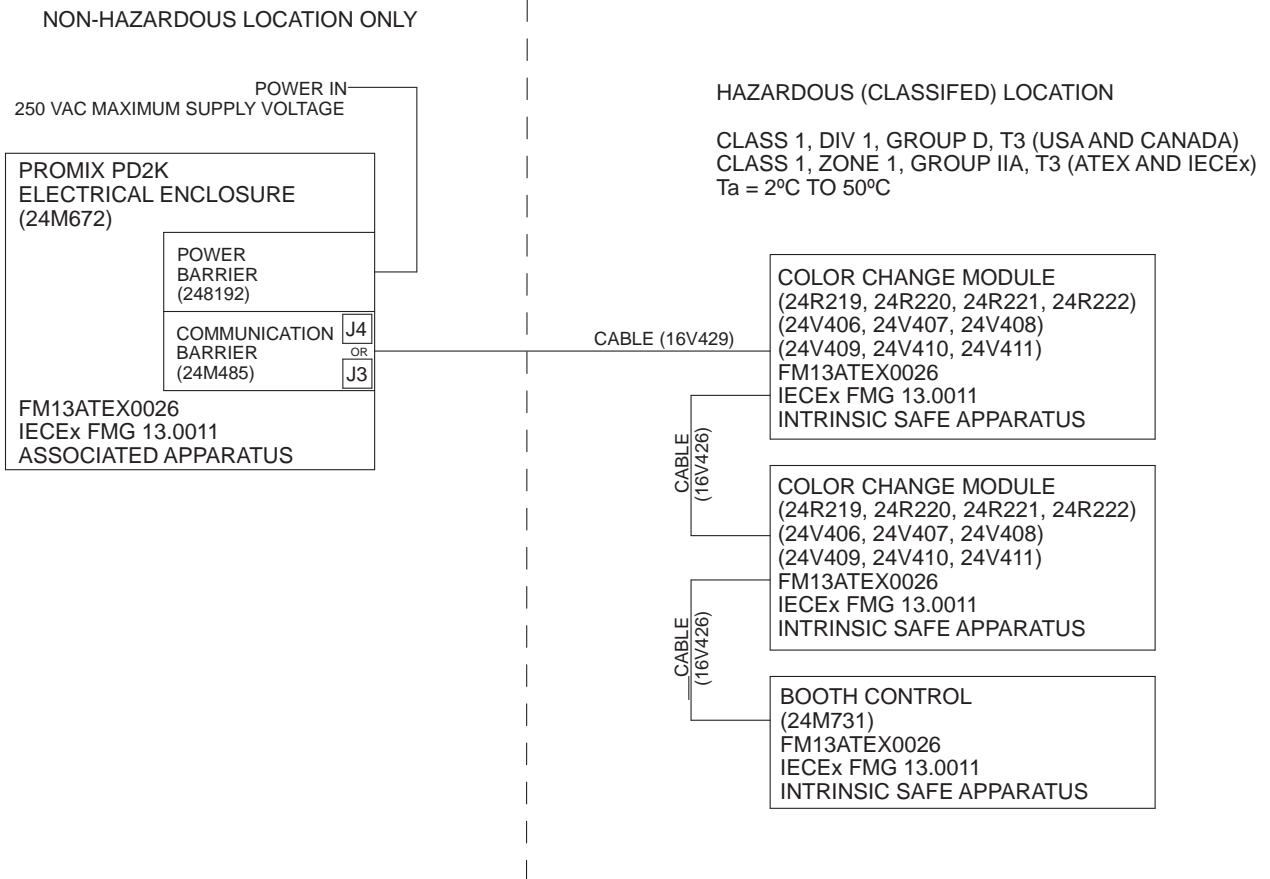 NON-HAZARDOUS LOCATION ONLY
POWER IN
250 VAC MAXIMUM SUPPLY VOLTAGE
PROMIX PD2K
ELECTRICAL ENCLOSURE
(24M672)
POWER
BARRIER
(248192)
COMMUNICATION
BARRIER
(24M485)
J4
OR
J3
FM13ATEX0026
IECEx FMG 13.0011
ASSOCIATED APPARATUS
HAZARDOUS (CLASSIFED) LOCATION
CLASS 1, DIV 1, GROUP D, T3 (USA AND CANADA)
CLASS 1, ZONE 1, GROUP IIA, T3 (ATEX AND IECEx)
Ta = 2ºC TO 50ºC
CABLE (16V429)
COLOR CHANGE MODULE
(24R219, 24R220, 24R221, 24R222)
(24V406, 24V407, 24V408)
(24V409, 24V410, 24V411)
FM13ATEX0026
IECEx FMG 13.0011
INTRINSIC SAFE APPARATUS
CABLE
(16V426)
COLOR CHANGE MODULE
(24R219, 24R220, 24R221, 24R222)
(24V406, 24V407, 24V408)
(24V409, 24V410, 24V411)
FM13ATEX0026
IECEx FMG 13.0011
INTRINSIC SAFE APPARATUS
CABLE
(16V426)
BOOTH CONTROL
(24M731)
FM13ATEX0026
IECEx FMG 13.0011
INTRINSIC SAFE APPARATUS